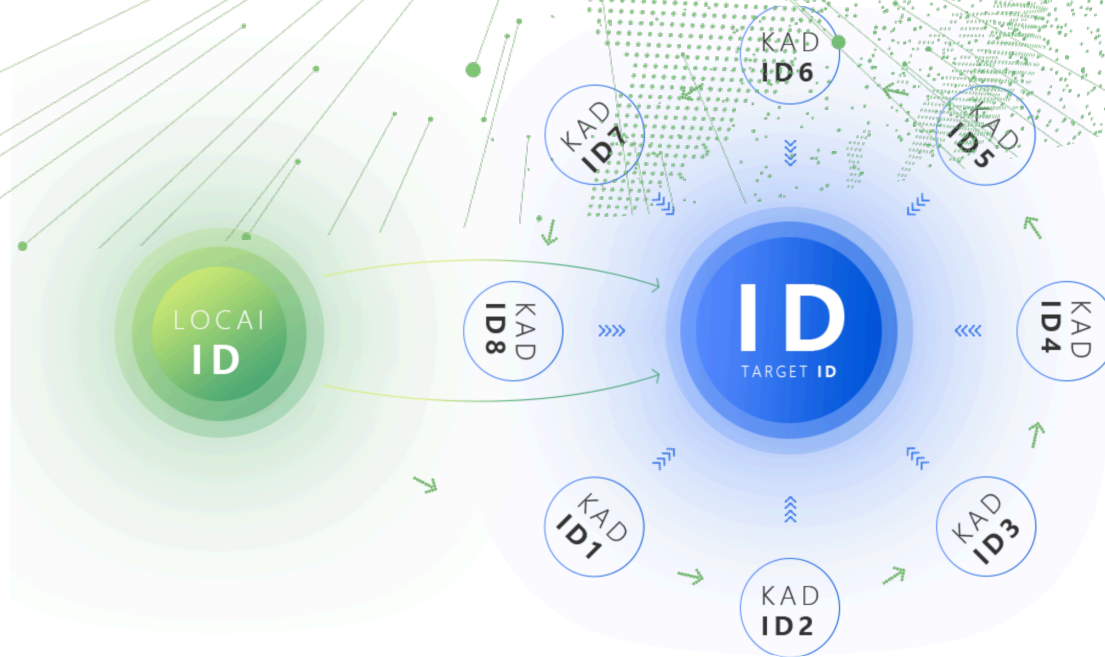 KAD
ID6
KAD
ID7
KAD
ID5
LOCAI
ID
KAD
ID8
ID
TARGET ID
KAD
ID4
KAD
ID1
KAD
ID3
KAD
ID2